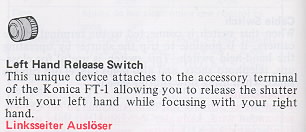 Left Hand Release Switch
This unique device attaches to the accessory terminal
of the Konica FT-1 allowing you to release the shutter
with your left hand while focusing with your right
hand.
Linksseiter Auslöser